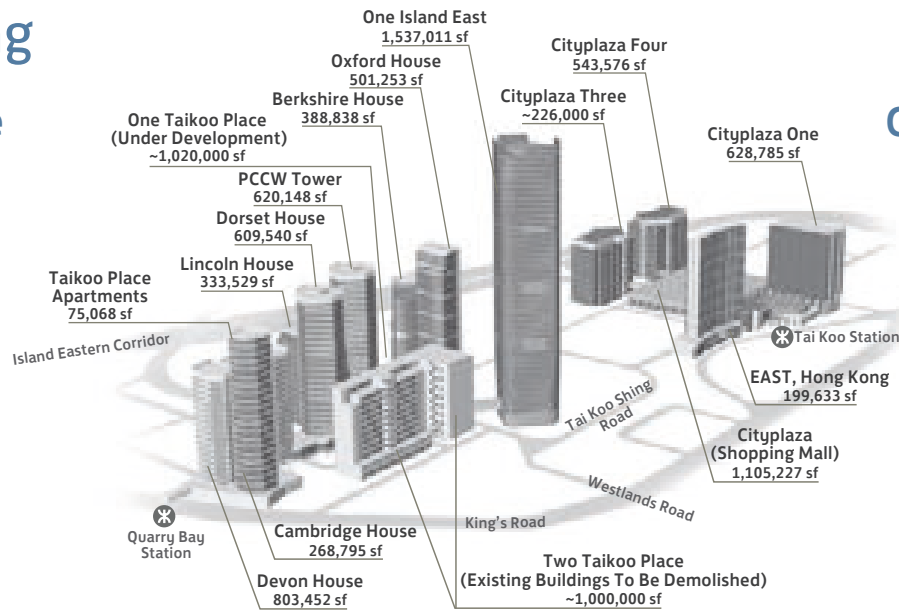 g
One Island East
1,537,011 sf
Cityplaza Four
543,576 sf
Oxford House
501,253 sf
Berkshire House
388,838 sf
Cityplaza Three
~226,000 sf
One Taikoo Place
(Under Development)
~1,020,000 sf
Cityplaza One
628,785 sf
PCCW Tower
620,148 sf
Dorset House
609,540 sf
Lincoln House
333,529 sf
Taikoo Place
Apartments
75,068 sf
Island Eastern Corridor
Tai Koo Station
EAST, Hong Kong
199,633 sf
Tai Koo Shing
Road
Cityplaza
(Shopping Mall)
1,105,227 sf
Westlands Road
King's Road
Quarry Bay
Station
Cambridge House
268,795 sf
Devon House
803,452 sf
Two Taikoo Place
(Existing Buildings To Be Demolished)
~1,000,000 sf